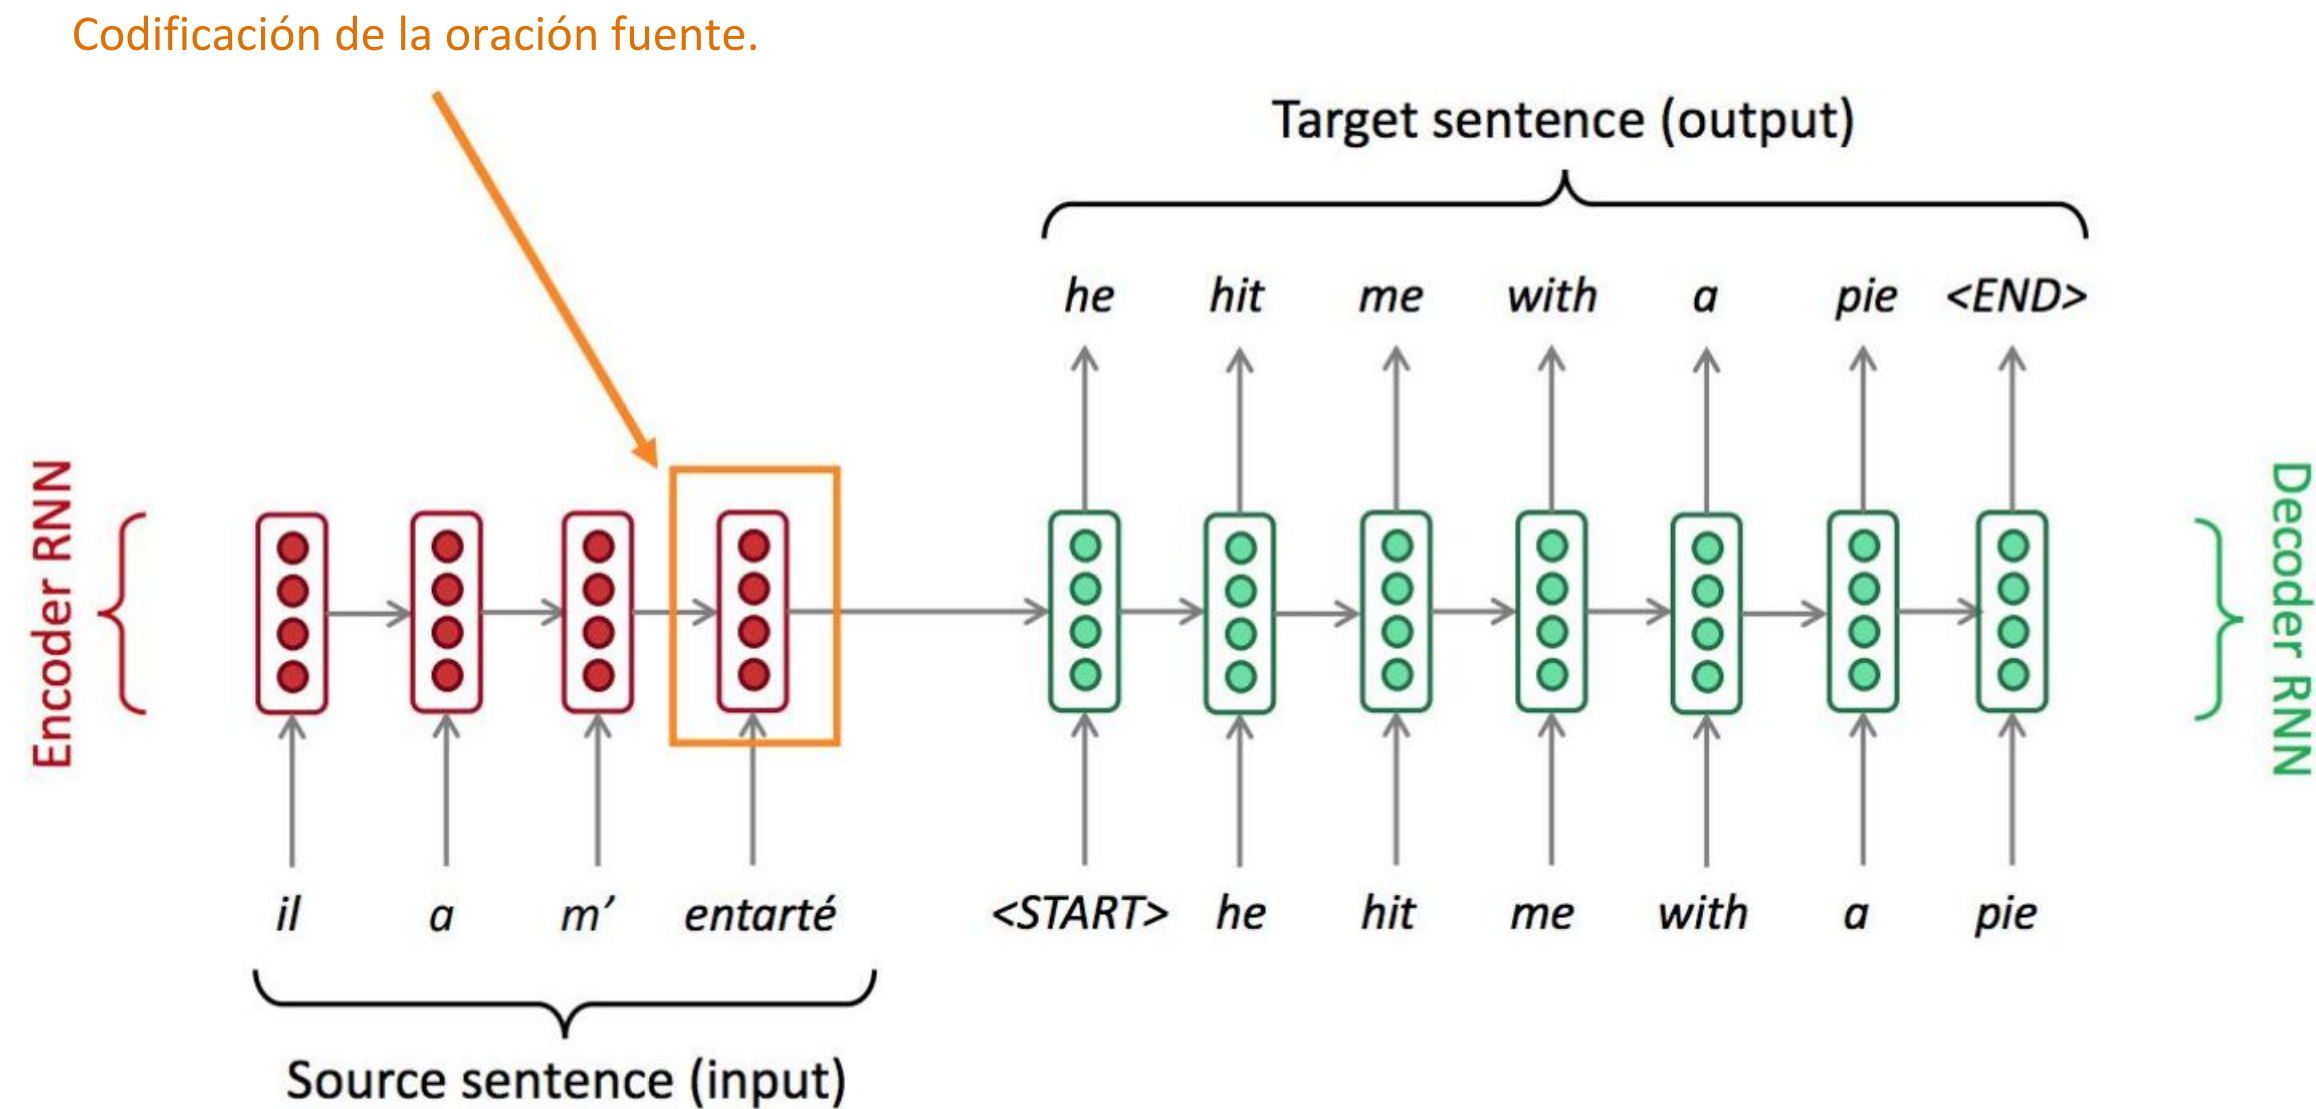 Codificación de la oración fuente.
Target sentence (output)
he hit me with a pie <END>
Encoder RNN
Decoder RNN
il a m’ entarté <START> he hit me with a pie
Source sentence (input)